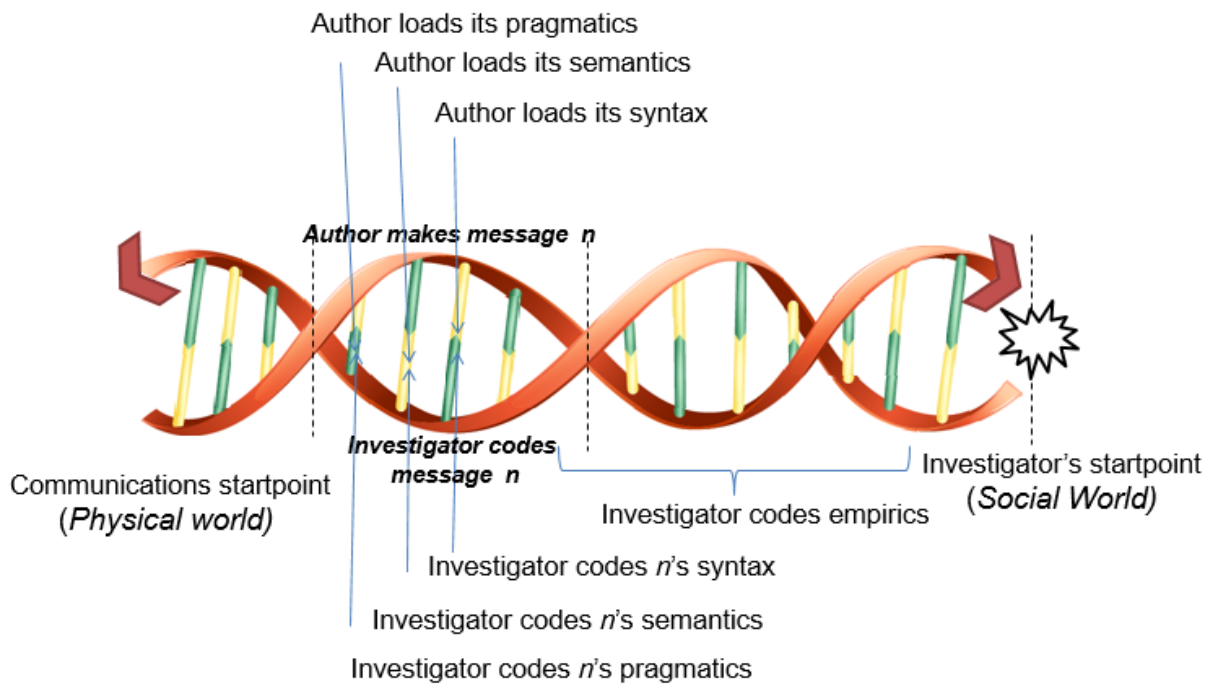 Author loads its pragmatics
Author loads its semantics
Author loads its syntax
Author makes message n
Investigator codes
message n
Communications startpoint
(Physical world)
Investigator's startpoint
(Social World)
Investigator codes empirics
Investigator codes n's syntax
Investigator codes n's semantics
Investigator codes n's pragmatics